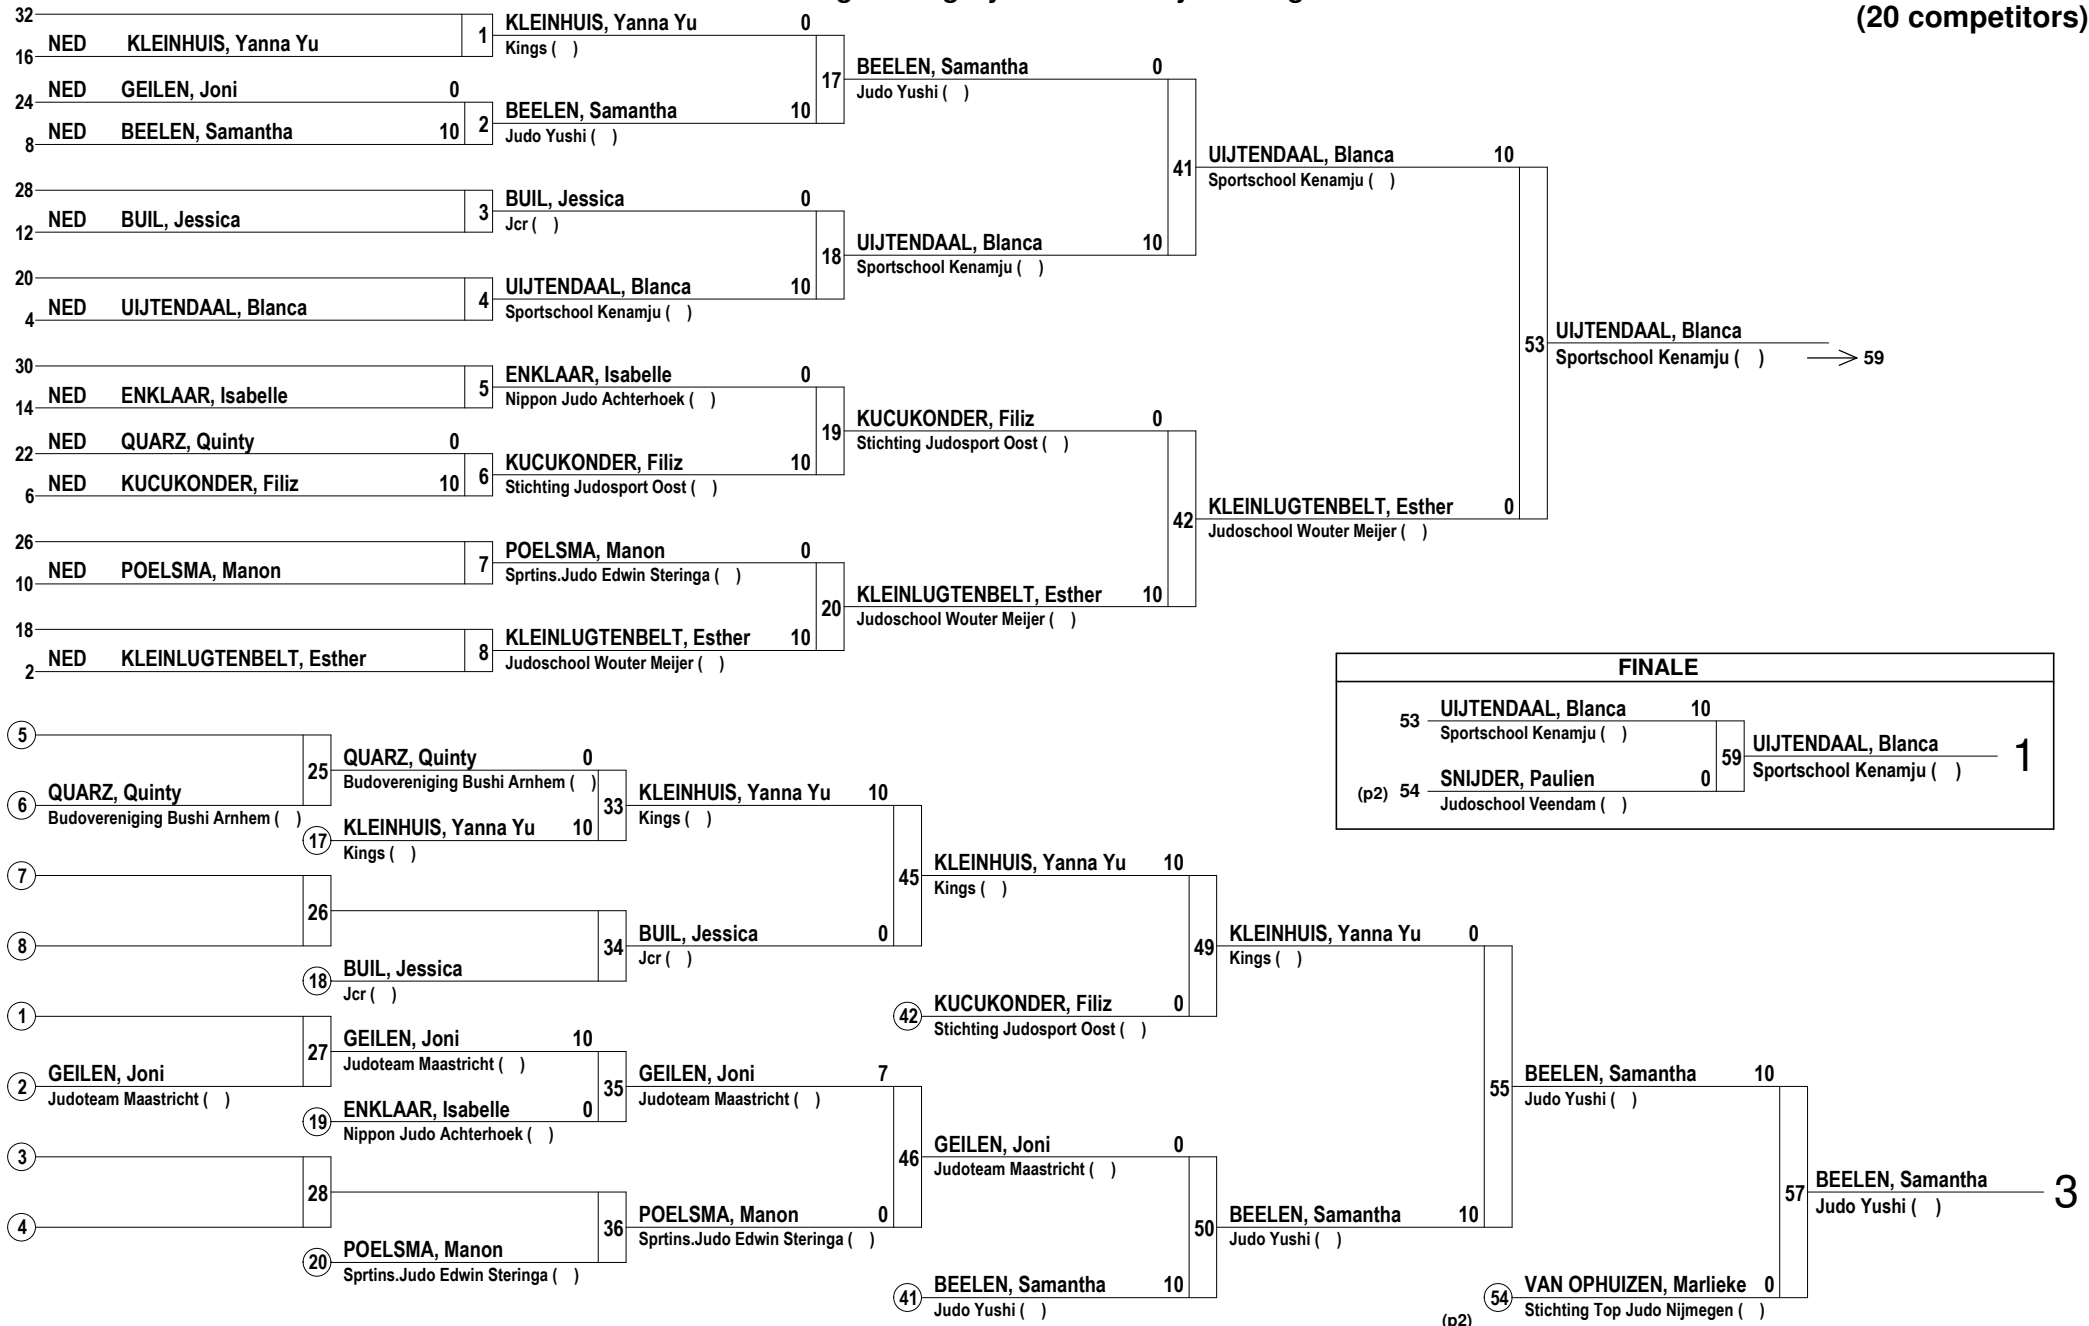 (20 competitors)
32
NED KLEINHUIS, Yanna Yu
16
1
KLEINHUIS, Yanna Yu 0
Kings ( )
NED GEILEN, Joni 0
24
NED BEELEN, Samantha 10
8
2
BEELEN, Samantha 10
Judo Yushi ( )
17
BEELEN, Samantha 0
Judo Yushi ( )
28
NED BUIL, Jessica
12
3
BUIL, Jessica 0
Jcr ( )
20
NED UIJTENDAAL, Blanca
4
4
UIJTENDAAL, Blanca 10
Sportschool Kenamju ( )
18
UIJTENDAAL, Blanca 10
Sportschool Kenamju ( )
41
UIJTENDAAL, Blanca 10
Sportschool Kenamju ( )
30
NED ENKLAAR, Isabelle
14
5
ENKLAAR, Isabelle 0
Nippon Judo Achterhoek ( )
NED QUARZ, Quinty 0
22
NED KUCUKONDER, Filiz 10
6
6
KUCUKONDER, Filiz 10
Stichting Judosport Oost ( )
19
KUCUKONDER, Filiz 0
Stichting Judosport Oost ( )
26
NED POELSMA, Manon
10
7
POELSMA, Manon 0
Sprtins.Judo Edwin Steringa ( )
18
NED KLEINLUGTENBELT, Esther
2
8
KLEINLUGTENBELT, Esther 10
Judoschool Wouter Meijer ( )
20
KLEINLUGTENBELT, Esther 10
Judoschool Wouter Meijer ( )
42
KLEINLUGTENBELT, Esther 0
Judoschool Wouter Meijer ( )
53
UIJTENDAAL, Blanca
Sportschool Kenamju ( )
59
FINALE
53
UIJTENDAAL, Blanca 10
Sportschool Kenamju ( )
(p2) 54
SNIJDER, Paulien 0
Judoschool Veendam ( )
59
UIJTENDAAL, Blanca
Sportschool Kenamju ( )
1
5
6
QUARZ, Quinty
Budovereniging Bushi Arnhem ( )
25
QUARZ, Quinty 0
Budovereniging Bushi Arnhem ( )
17
KLEINHUIS, Yanna Yu 10
Kings ( )
33
KLEINHUIS, Yanna Yu 10
Kings ( )
7
8
26
18
BUIL, Jessica
Jcr ( )
34
BUIL, Jessica 0
Jcr ( )
45
KLEINHUIS, Yanna Yu 10
Kings ( )
42
KUCUKONDER, Filiz 0
Stichting Judosport Oost ( )
49
KLEINHUIS, Yanna Yu 0
Kings ( )
1
2
GEILEN, Joni
Judoteam Maastricht ( )
27
GEILEN, Joni 10
Judoteam Maastricht ( )
19
ENKLAAR, Isabelle 0
Nippon Judo Achterhoek ( )
35
GEILEN, Joni 7
Judoteam Maastricht ( )
3
4
28
20
POELSMA, Manon
Sprtins.Judo Edwin Steringa ( )
36
POELSMA, Manon 0
Sprtins.Judo Edwin Steringa ( )
46
GEILEN, Joni 0
Judoteam Maastricht ( )
41
BEELEN, Samantha 10
Judo Yushi ( )
50
BEELEN, Samantha 10
Judo Yushi ( )
55
BEELEN, Samantha 10
Judo Yushi ( )
54
(p2)
VAN OPHUIZEN, Marlieke 0
Stichting Top Judo Nijmegen ( )
57
BEELEN, Samantha
Judo Yushi ( )
3